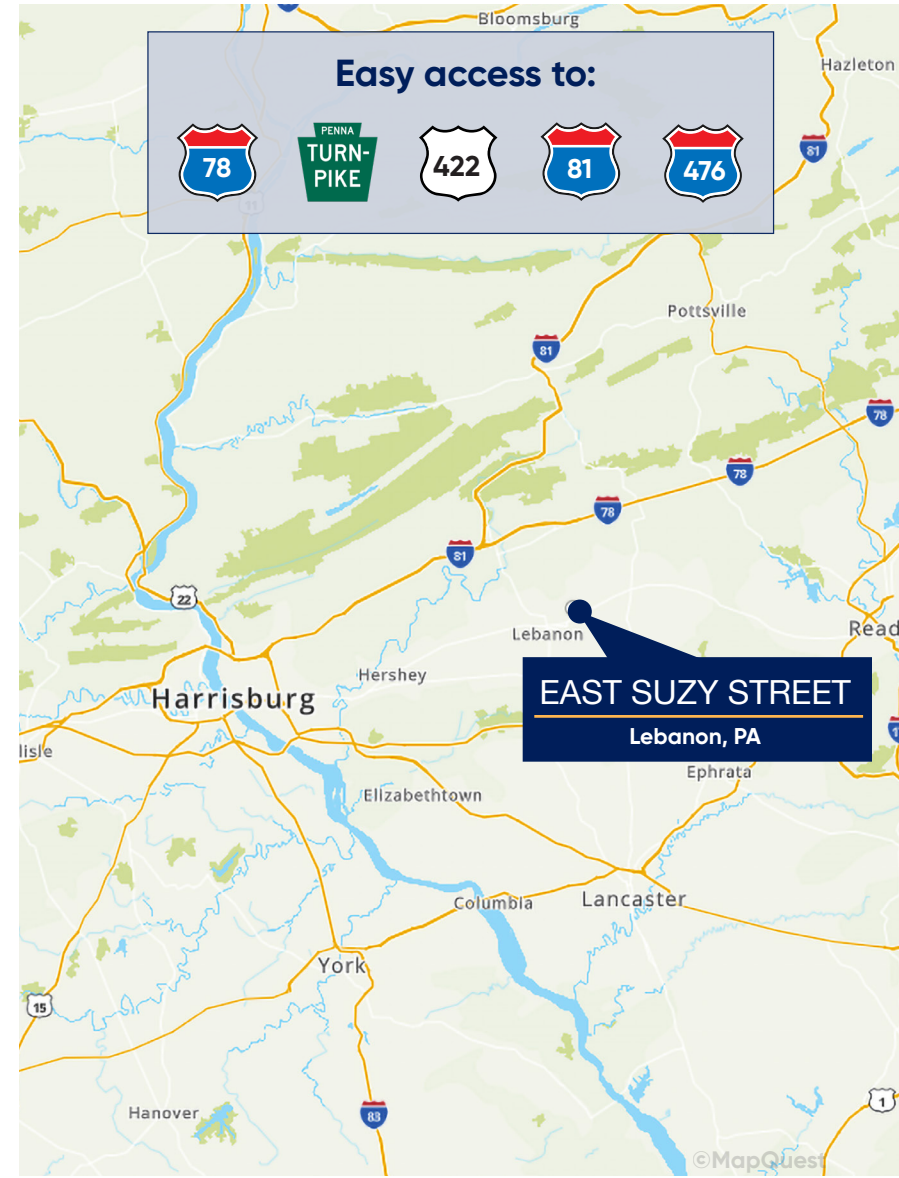 Bloomsburg
Easy access to:
Hazleton
78
PENNA
TURN-
PIKE
422
81
476
81
11
Pottsville
81
78
78
78
81
22
Lebanon
Read
Hershey
EAST SUZY STREET
Lebanon, PA
Harrisburg
lisle
Ephrata
Elizabethtown
Columbia
Lancaster
York
15
Hanover
83
1
©MapQuest